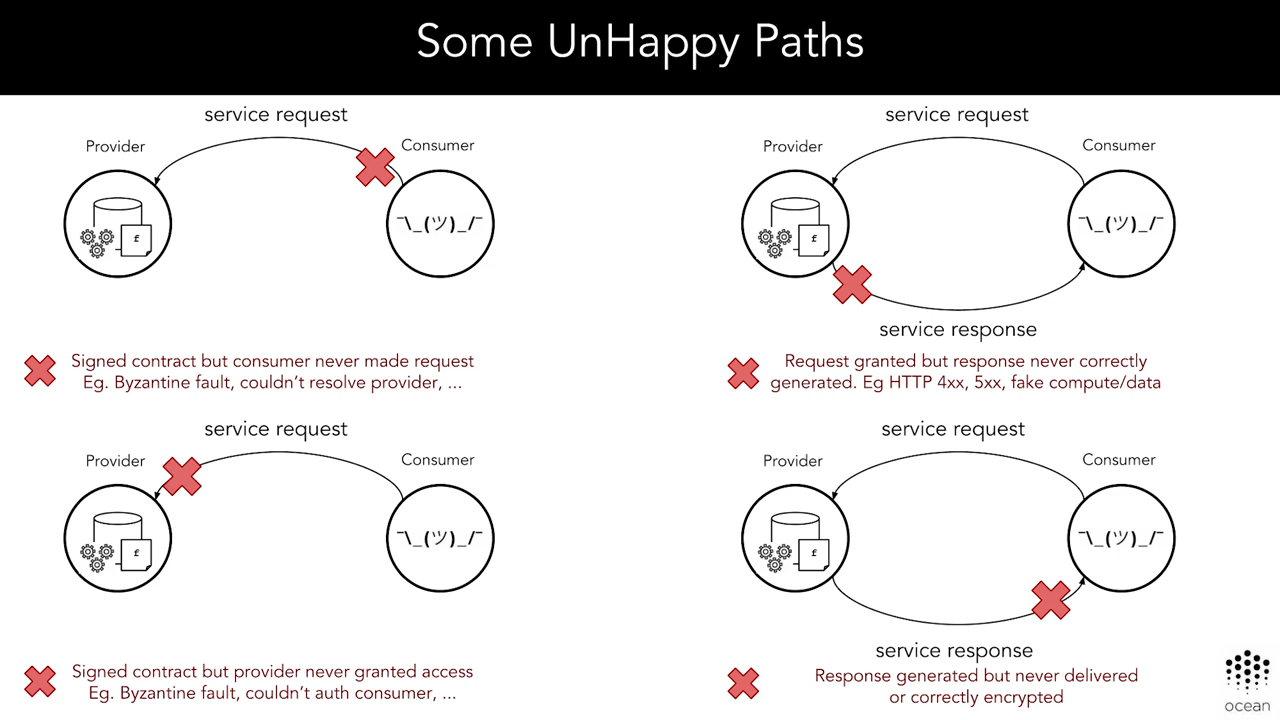 Some UnHappy Paths
service request
Provider
Consumer
f
¯\_(ツ)_/¯
Signed contract but consumer never made request
Eg. Byzantine fault, couldn't resolve provider, ...
service request
Provider
Consumer
f
¯\_(ツ)_/¯
service response
Request granted but response never correctly
generated. Eg HTTP 4xx, 5xx, fake compute/data
service request
Provider
Consumer
f
¯\_(ツ)_/¯
Signed contract but provider never granted access
Eg. Byzantine fault, couldn't auth consumer, ...
service request
Provider
Consumer
f
¯\_(ツ)_/¯
service response
Response generated but never delivered
or correctly encrypted
ocean